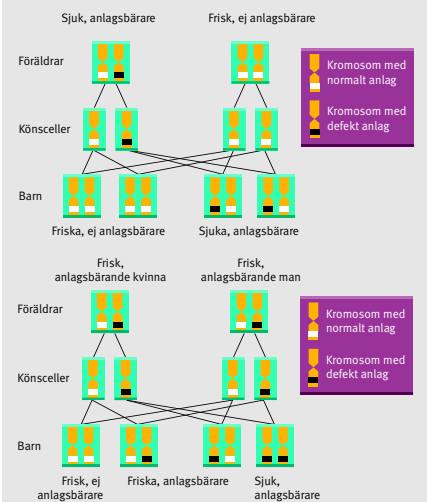 Sjuk, anlagsbärare
Frisk, ej anlagsbärare
Föräldrar
Kromosom med
normalt anlag
Kromosom med
defekt anlag
Könsceller
Barn
Friska, ej anlagsbärare
Sjuka, anlagsbärare
Frisk,
anlagsbärande kvinna
Frisk,
anlagsbärande man
Föräldrar
Kromosom med
normalt anlag
Kromosom med
defekt anlag
Könsceller
Barn
Frisk, ej
anlagsbärare
Friska, anlagsbärare
Sjuk,
anlagsbärare